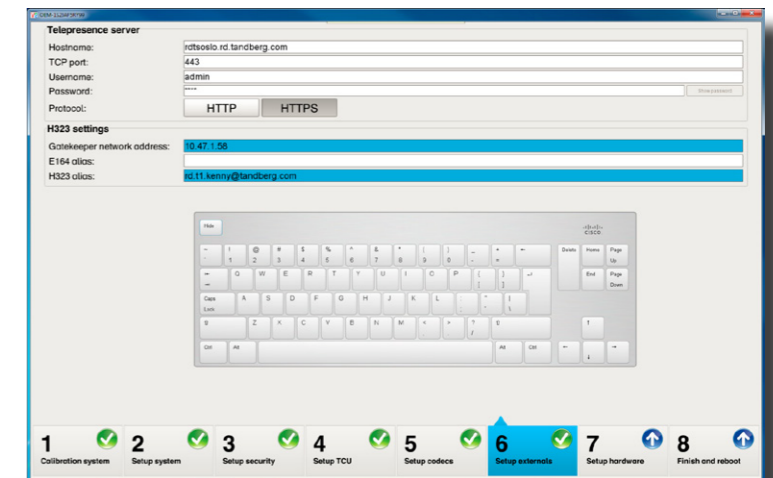 Telepresence server
Hostname: rdtsoslo.rd.tandberg.com
TCP port: 443
Username: admin
Password: ••••
Protocol: HTTP HTTPS
H323 settings
Gatekeeper network address: 10.47.1.58
E164 alias:
H323 alias: rd.t1.kenny@tandberg.com
Hide
CISCO
Delete Home Page Up
Q W E R T Y U I O P
End Page Down
Caps Lock A S D F G H J K L
Z X C V B N M
Ctrl Alt Alt Ctrl
1 2 3 4 5 6 7 8
Calibration system Setup system Setup security Setup TCU Setup codecs Setup externals Setup hardware Finish and reboot